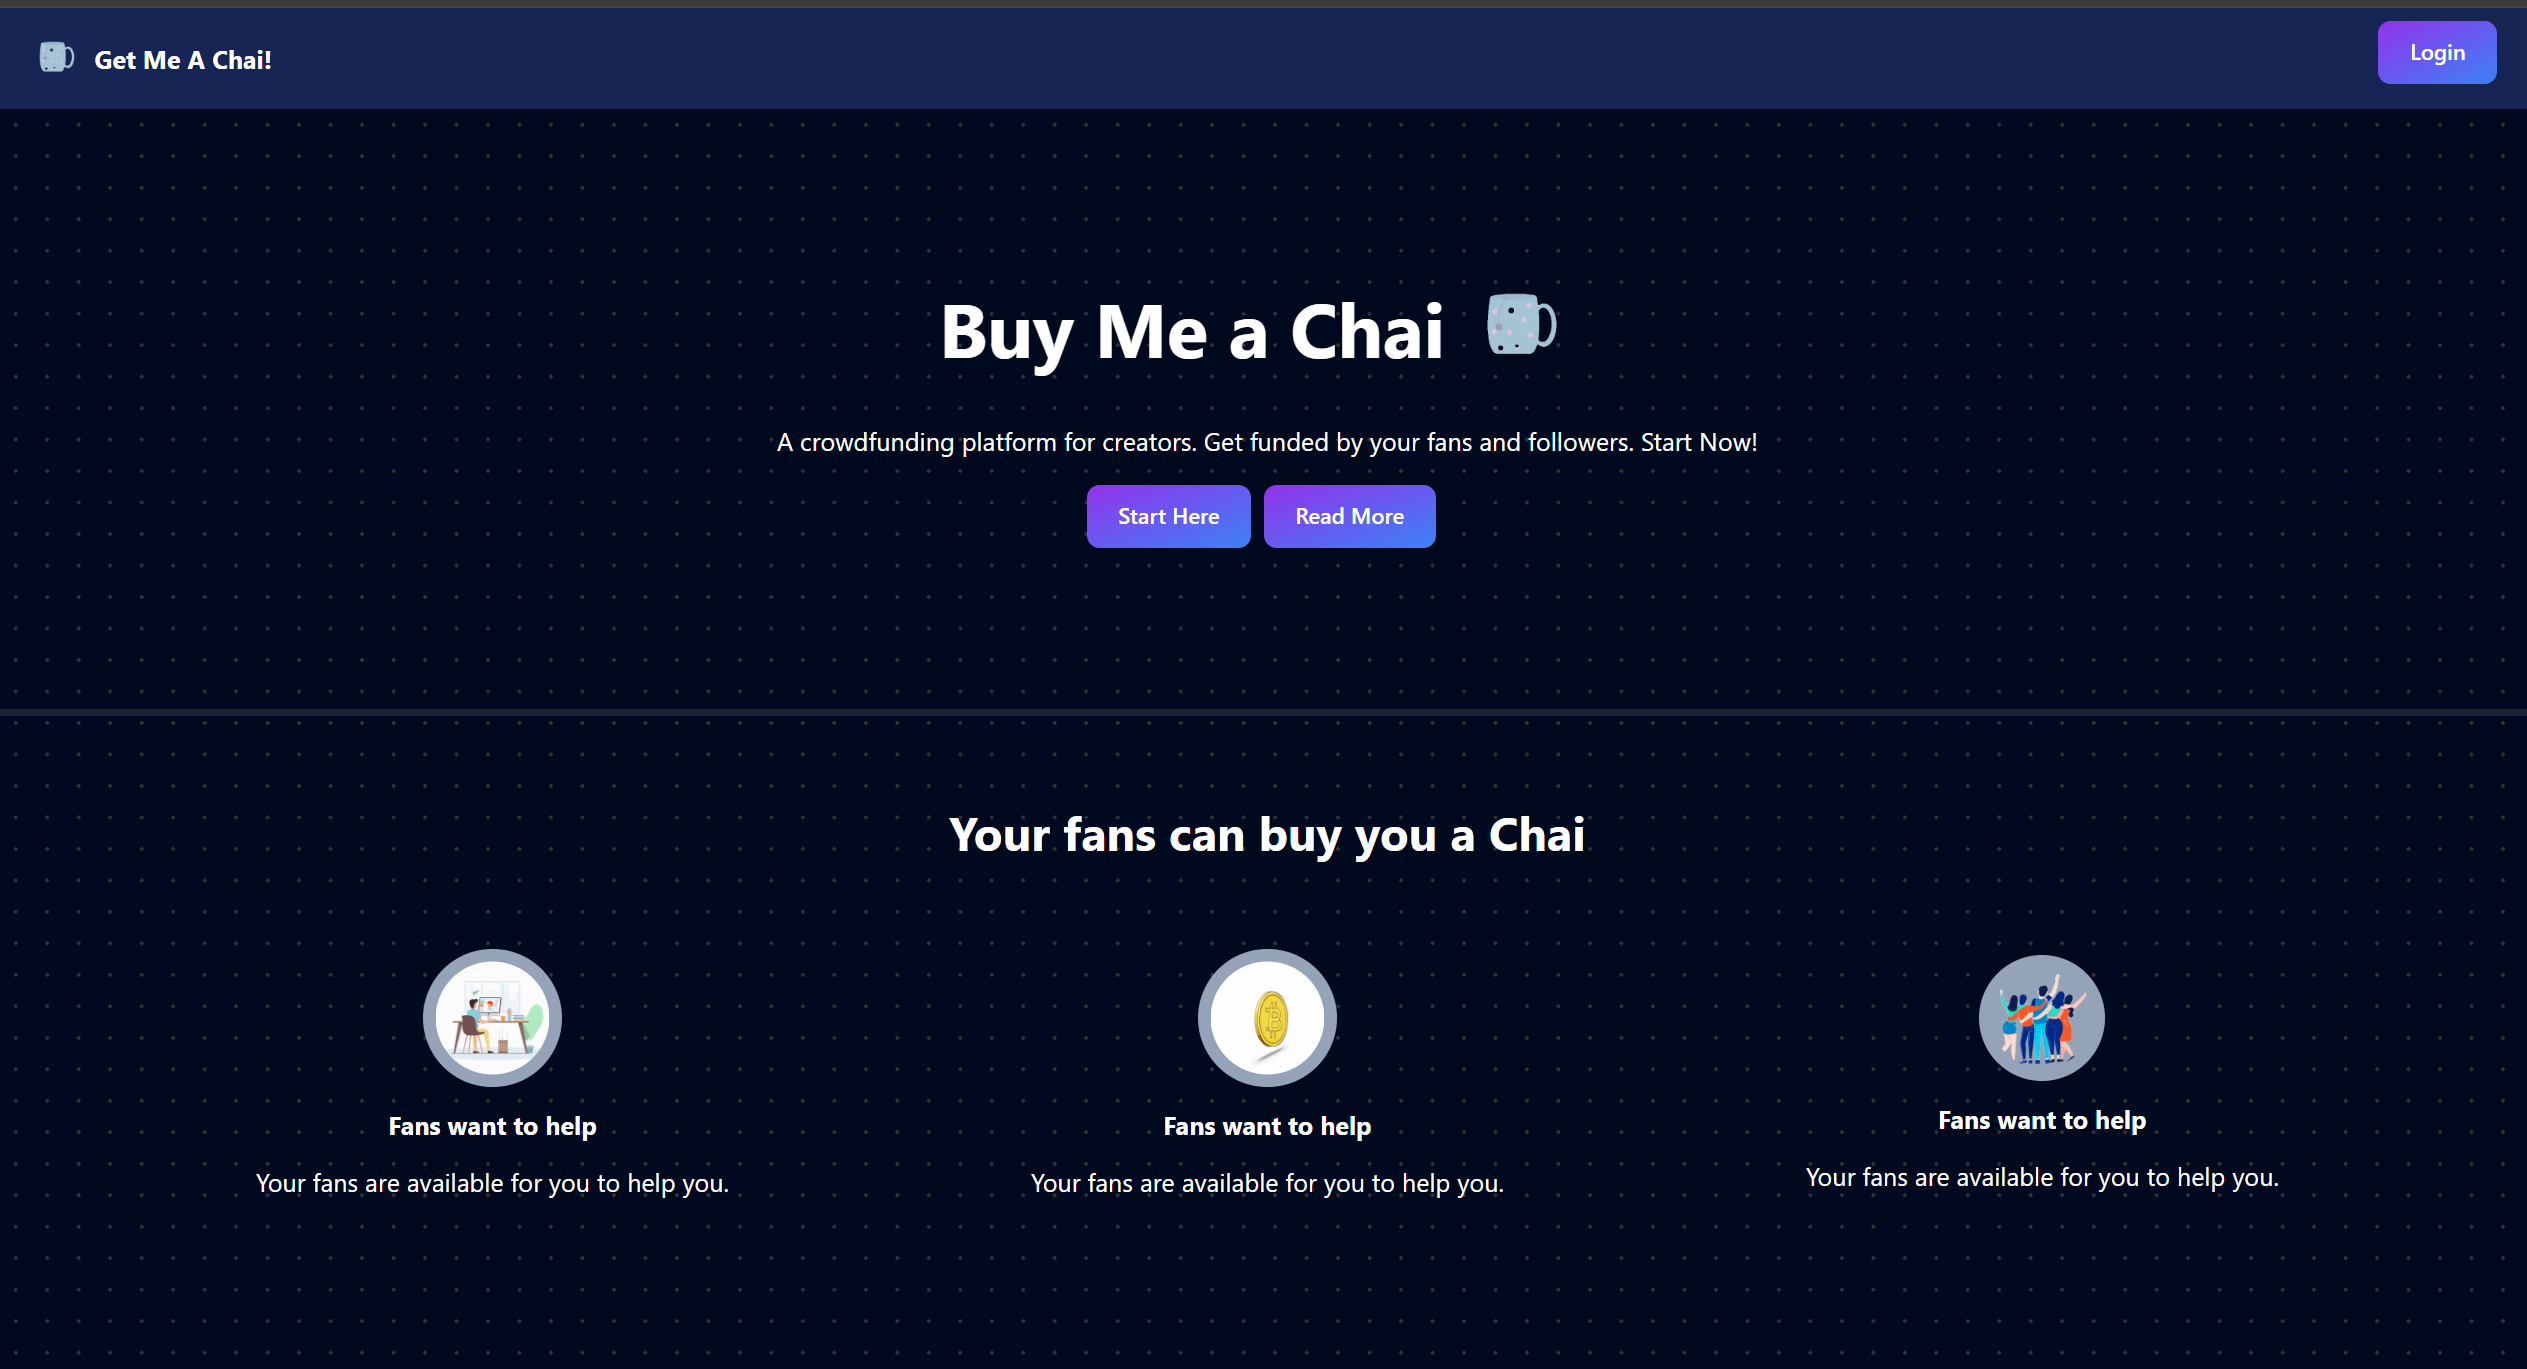 Get Me A Chai!
Login
Buy Me a Chai
A crowdfunding platform for creators. Get funded by your fans and followers. Start Now!
Start Here
Read More
Your fans can buy you a Chai
Fans want to help
Your fans are available for you to help you.
Fans want to help
Your fans are available for you to help you.
Fans want to help
Your fans are available for you to help you.